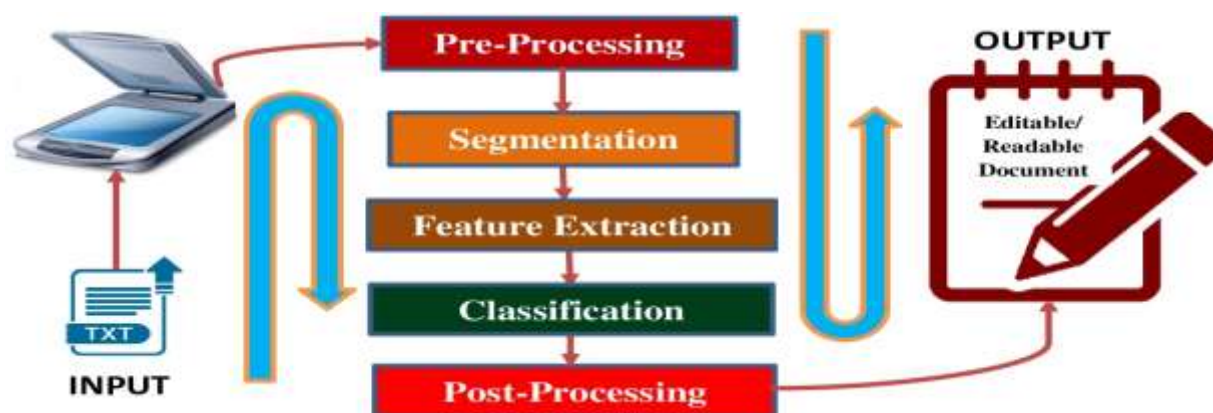 Pre-Processing
OUTPUT
Segmentation
Editable/
Readable
Document
Feature Extraction
TXT
Classification
INPUT
Post-Processing